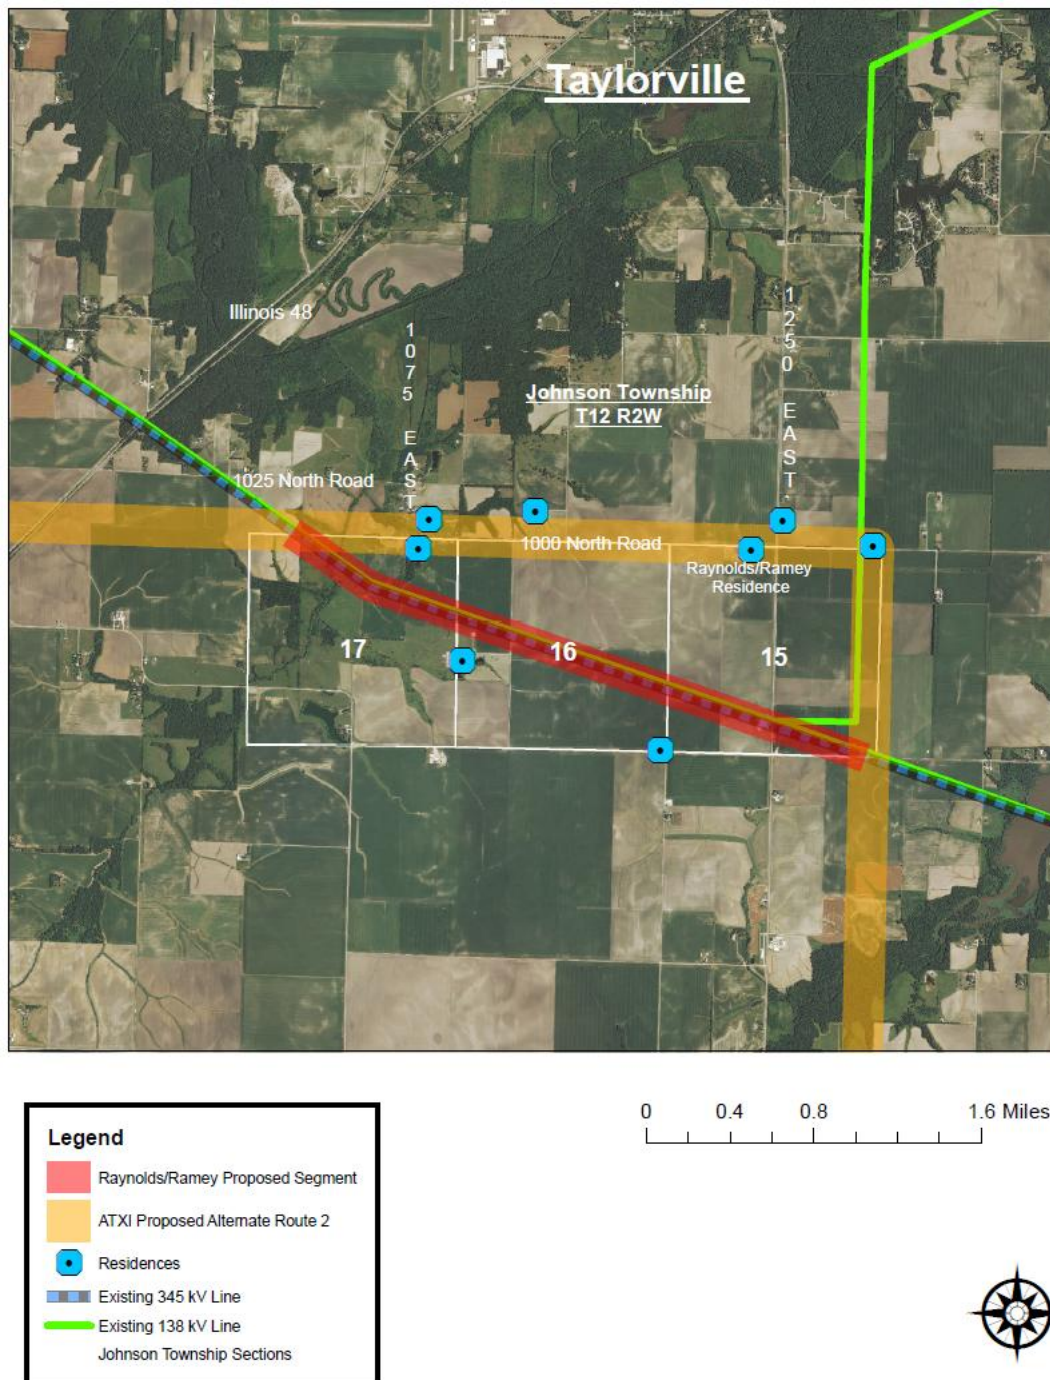 Taylorville
Illinois 48
1075 EAST
1250 EAST
Johnson Township
T12 R2W
1025 North Road
1000 North Road
Raynolds/Ramey
Residence
17
16
15
Legend
Raynolds/Ramey Proposed Segment
ATXI Proposed Alternate Route 2
Residences
Existing 345 kV Line
Existing 138 kV Line
Johnson Township Sections
0 0.4 0.8 1.6 Miles